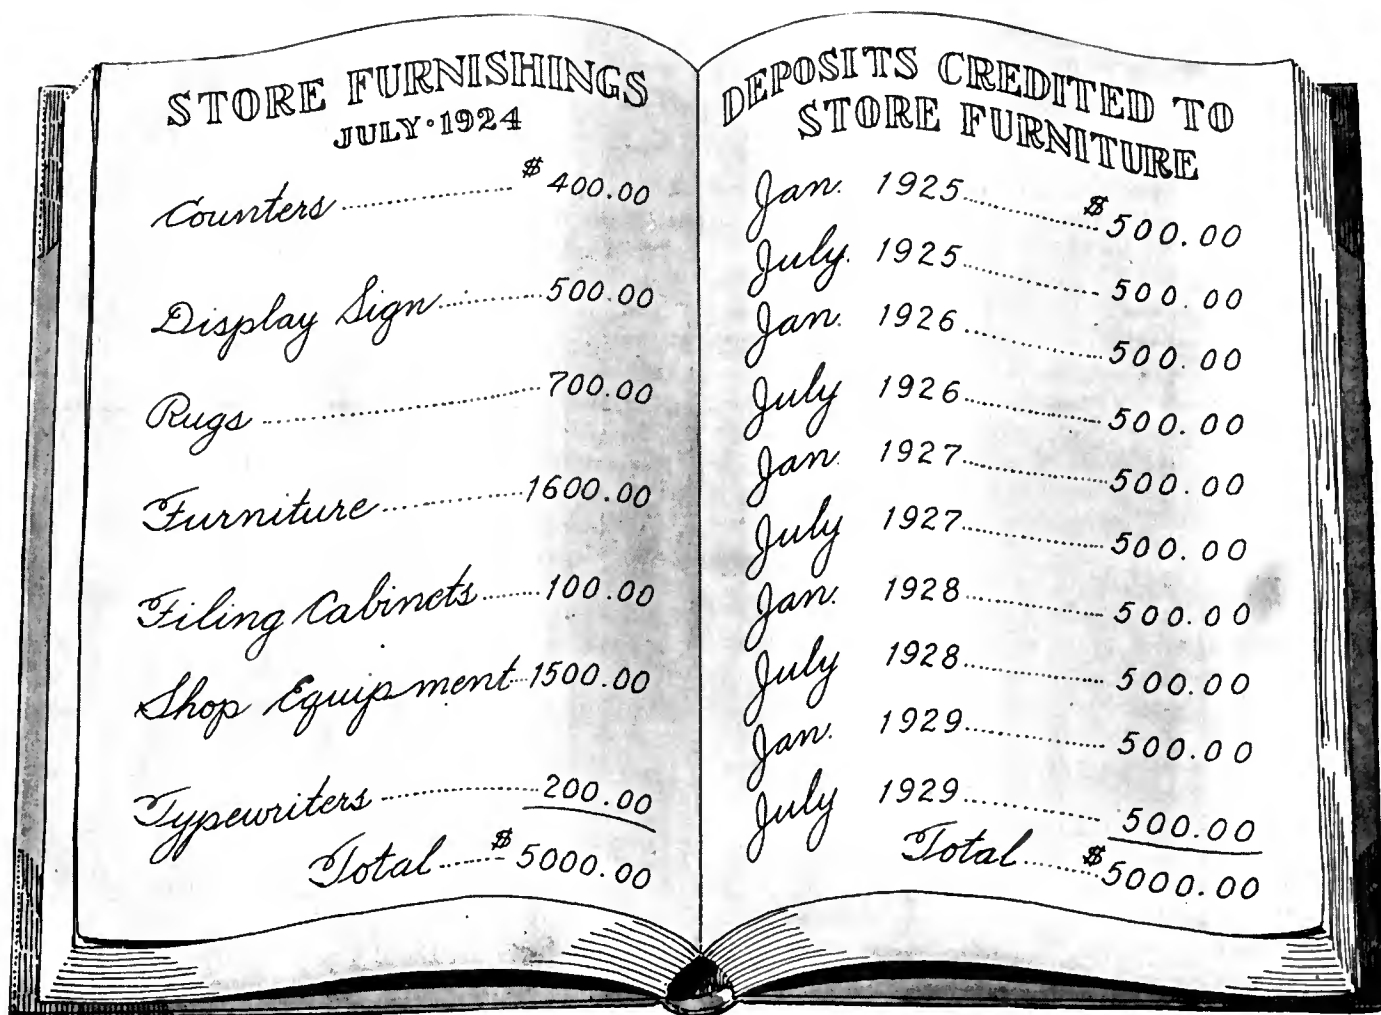 STORE FURNISHINGS
JULY·1924
Counters $400.00
Display Sign 500.00
Rugs 700.00
Furniture 1600.00
Filing Cabinets 100.00
Shop Equipment 1500.00
Typewriters 200.00
Total $5000.00
DEPOSITS CREDITED TO
STORE FURNITURE
Jan. 1925 $500.00
July. 1925 500.00
Jan. 1926 500.00
July 1926 500.00
Jan. 1927 500.00
July 1927 500.00
Jan. 1928 500.00
July 1928 500.00
Jan. 1929 500.00
July 1929 500.00
Total $5000.00